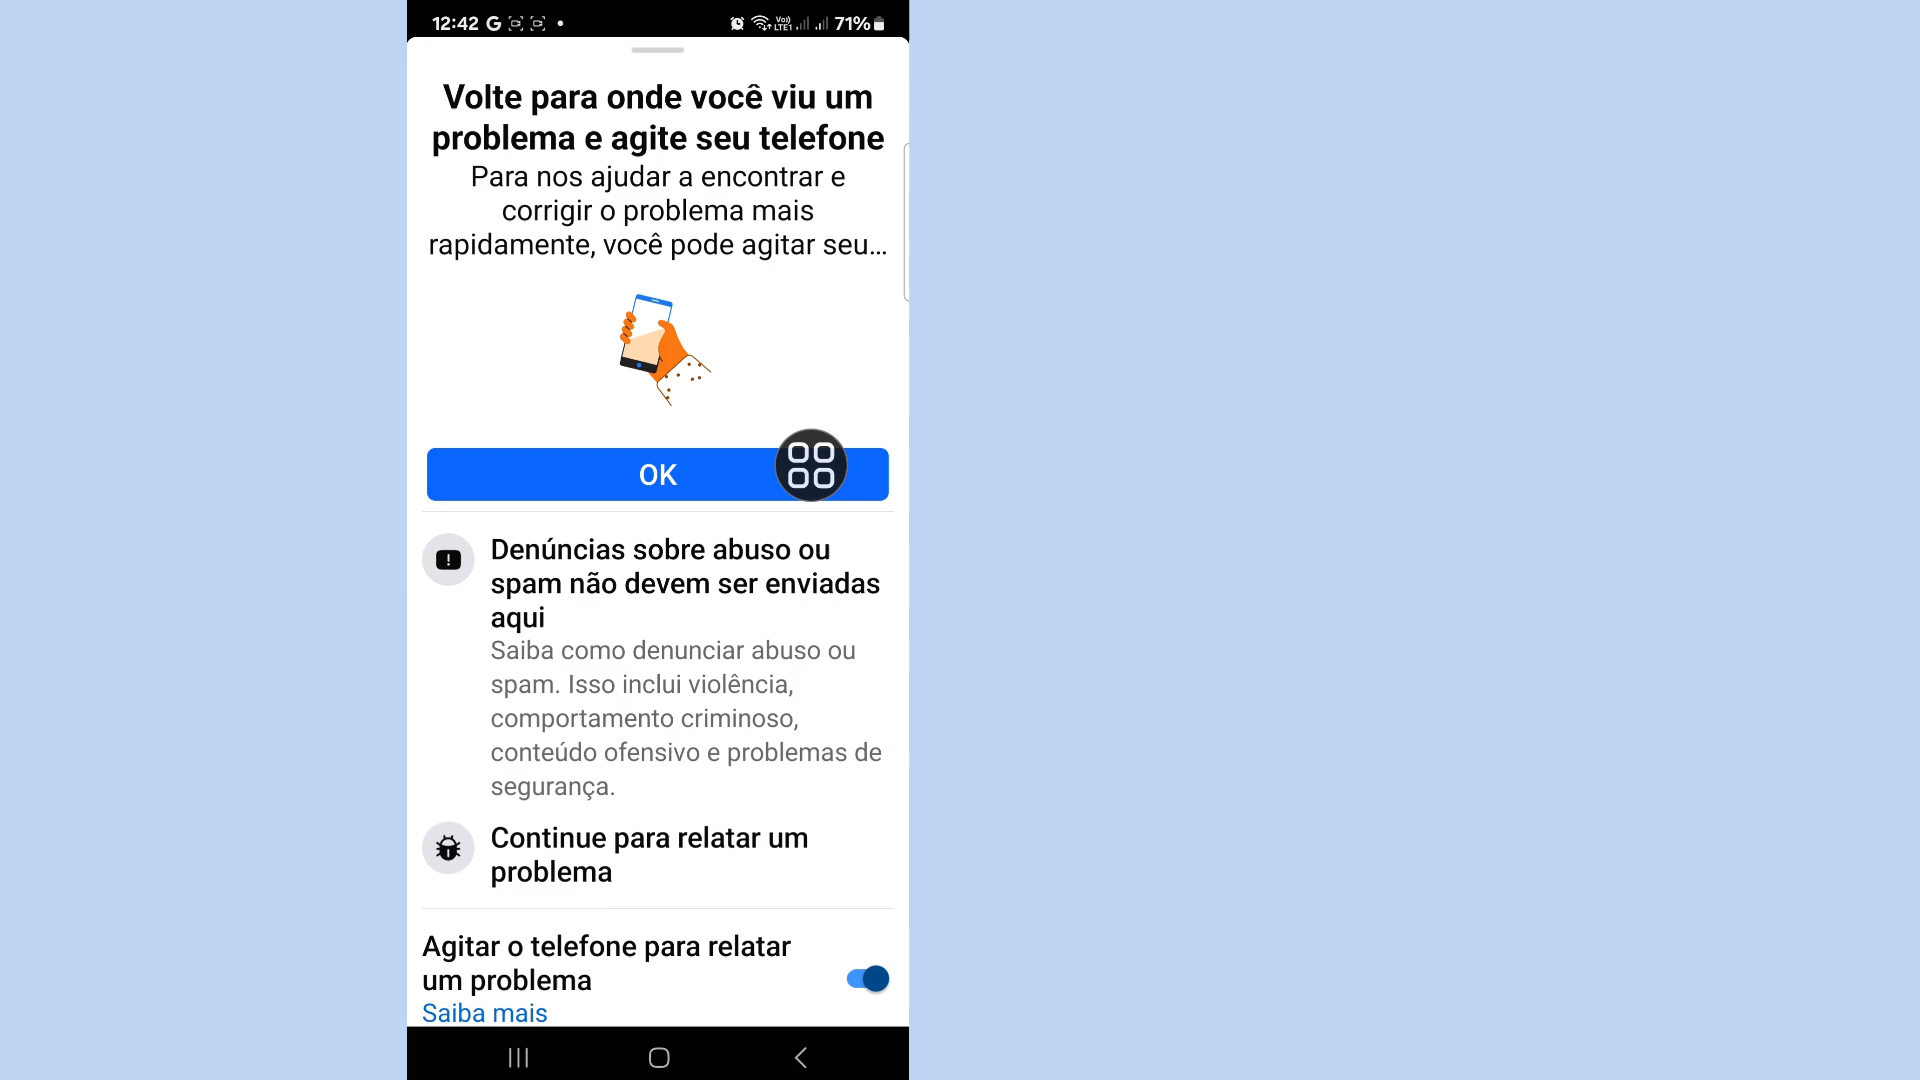 12:42 G
Vo)) LTE1 71%
Volte para onde você viu um
problema e agite seu telefone
Para nos ajudar a encontrar e
corrigir o problema mais
rapidamente, você pode agitar seu...
OK
Denúncias sobre abuso ou
spam não devem ser enviadas
aqui
Saiba como denunciar abuso ou
spam. Isso inclui violência,
comportamento criminoso,
conteúdo ofensivo e problemas de
segurança.
Continue para relatar um
problema
Agitar o telefone para relatar
um problema
Saiba mais